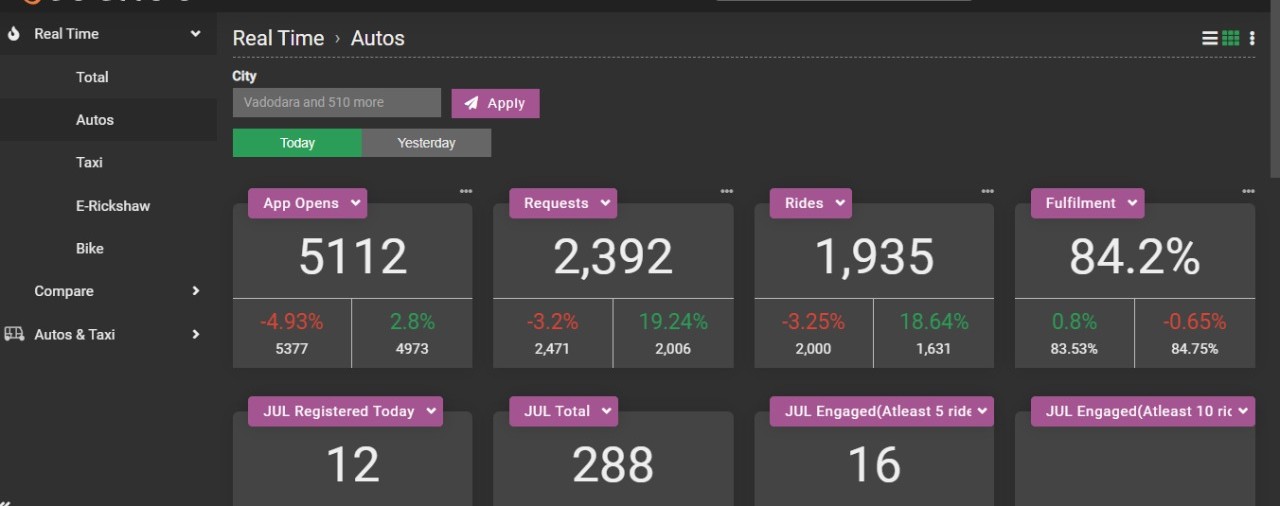 Real Time
Total
Autos
Taxi
E-Rickshaw
Bike
Compare
Autos & Taxi
Real Time › Autos
City
Vadodara and 510 more
Apply
Today
Yesterday
App Opens
5112
-4.93%
2.8%
5377
4973
Requests
2,392
-3.2%
19.24%
2,471
2,006
Rides
1,935
-3.25%
18.64%
2,000
1,631
Fulfilment
84.2%
0.8%
-0.65%
83.53%
84.75%
JUL Registered Today
12
JUL Total
288
JUL Engaged(Atleast 5 ride
16
JUL Engaged(Atleast 10 ric